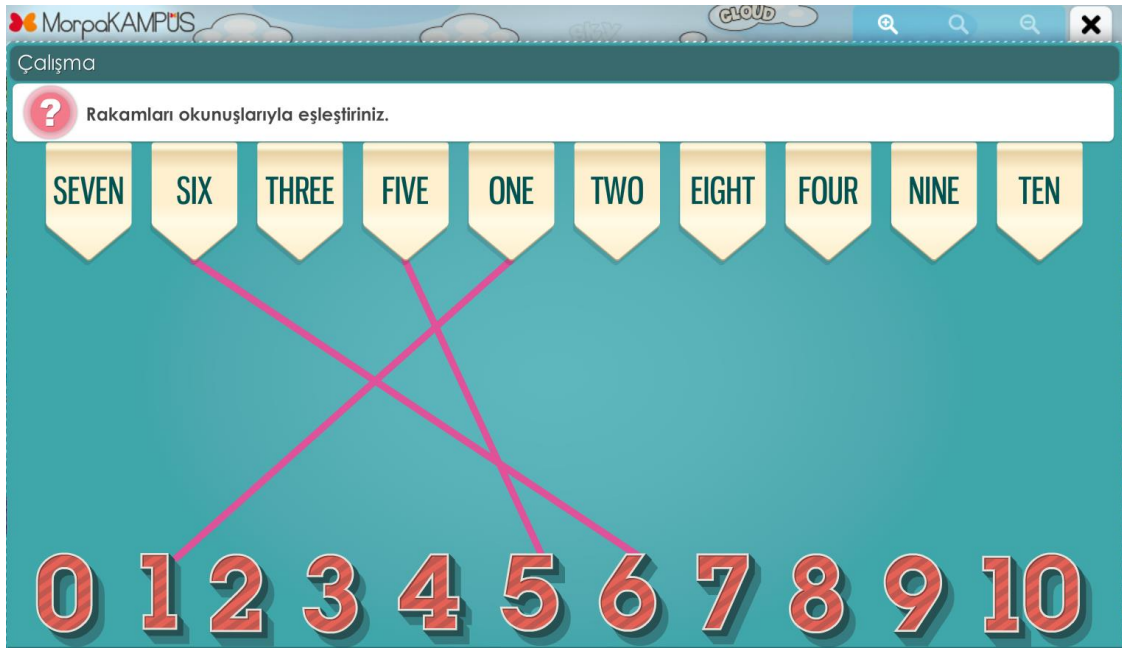 MorpaKAMPÜS
SKY
CLOUD
Çalışma
? Rakamları okunuşlarıyla eşleştiriniz.
SEVEN SIX THREE FIVE ONE TWO EIGHT FOUR NINE TEN
0 1 2 3 4 5 6 7 8 9 10